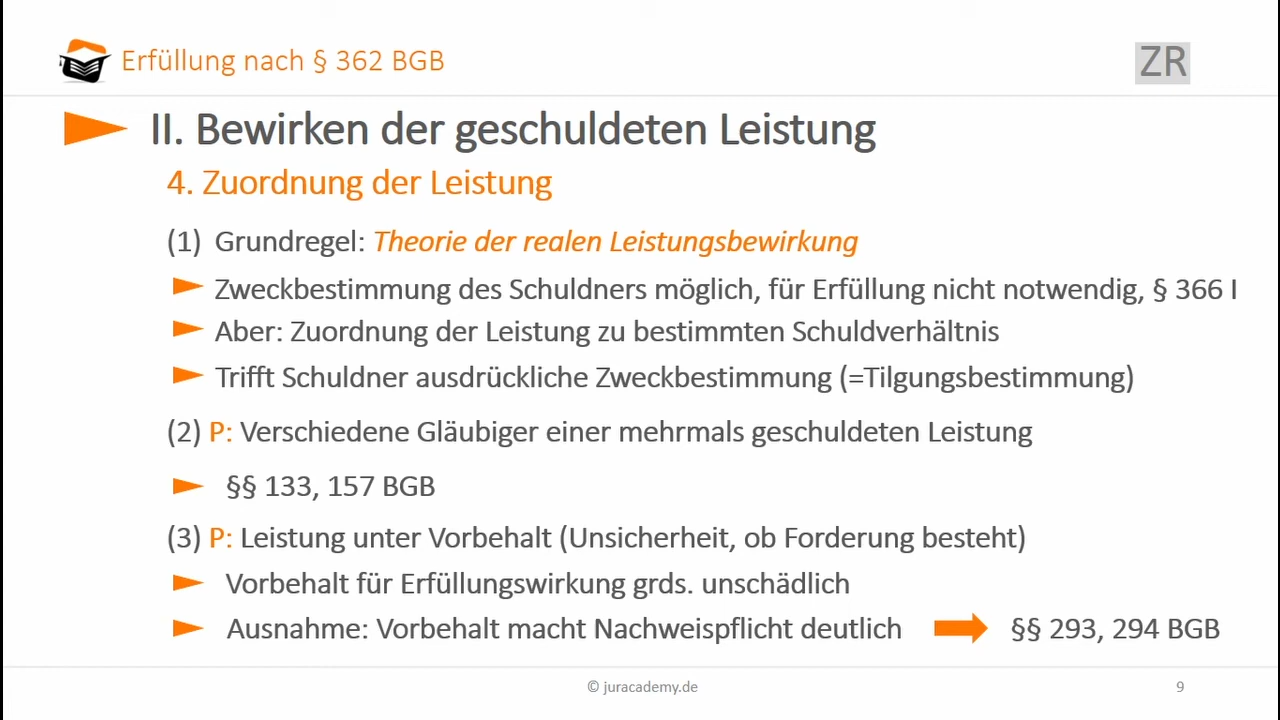 Erfüllung nach § 362 BGB
ZR
II. Bewirken der geschuldeten Leistung
4. Zuordnung der Leistung
(1) Grundregel: Theorie der realen Leistungsbewirkung
Zweckbestimmung des Schuldners möglich, für Erfüllung nicht notwendig, § 366 I
Aber: Zuordnung der Leistung zu bestimmten Schuldverhältnis
Trifft Schuldner ausdrückliche Zweckbestimmung (=Tilgungsbestimmung)
(2) P: Verschiedene Gläubiger einer mehrmals geschuldeten Leistung
§§ 133, 157 BGB
(3) P: Leistung unter Vorbehalt (Unsicherheit, ob Forderung besteht)
Vorbehalt für Erfüllungswirkung grds. unschädlich
Ausnahme: Vorbehalt macht Nachweispflicht deutlich §§ 293, 294 BGB
© juracademy.de
9